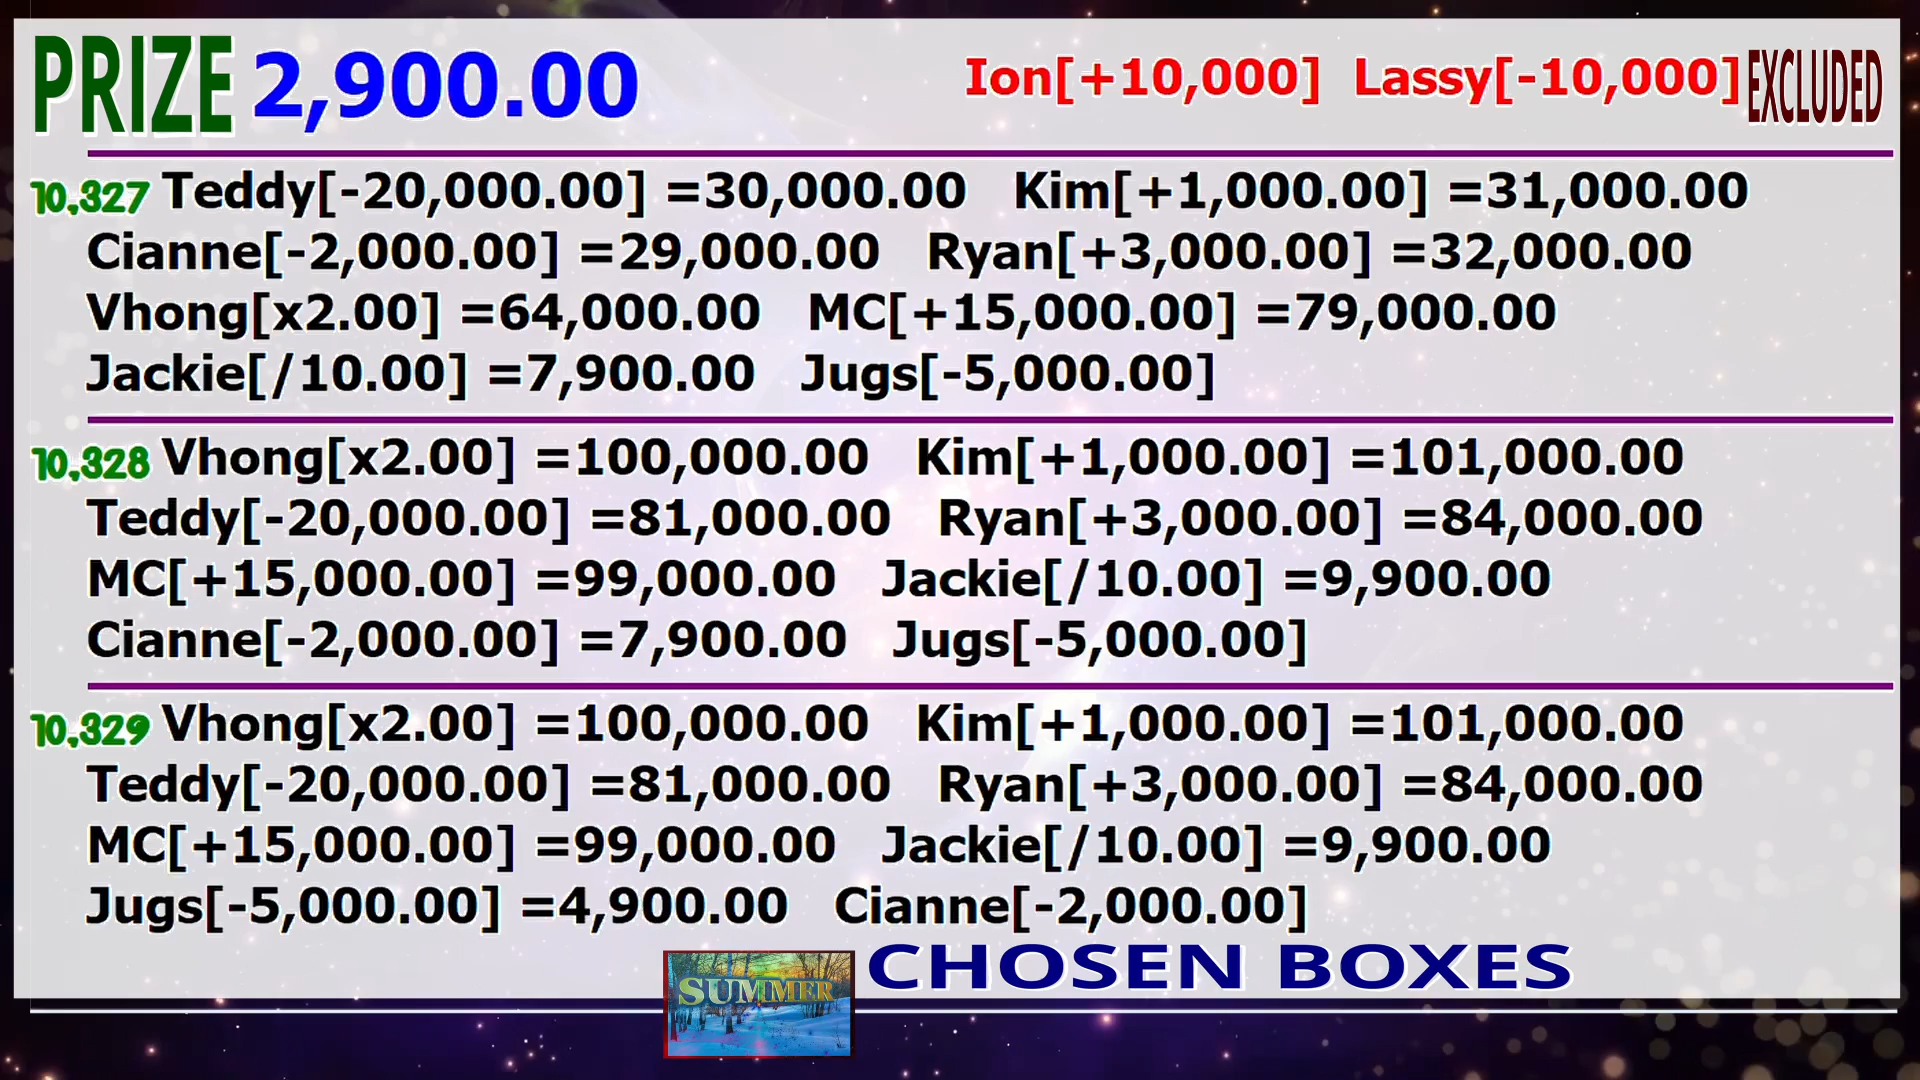 PRIZE 2,900.00 Ion[+10,000] Lassy[-10,000] EXCLUDED
10,327 Teddy[-20,000.00] =30,000.00 Kim[+1,000.00] =31,000.00
Cianne[-2,000.00] =29,000.00 Ryan[+3,000.00] =32,000.00
Vhong[x2.00] =64,000.00 MC[+15,000.00] =79,000.00
Jackie[/10.00] =7,900.00 Jugs[-5,000.00]
10,328 Vhong[x2.00] =100,000.00 Kim[+1,000.00] =101,000.00
Teddy[-20,000.00] =81,000.00 Ryan[+3,000.00] =84,000.00
MC[+15,000.00] =99,000.00 Jackie[/10.00] =9,900.00
Cianne[-2,000.00] =7,900.00 Jugs[-5,000.00]
10,329 Vhong[x2.00] =100,000.00 Kim[+1,000.00] =101,000.00
Teddy[-20,000.00] =81,000.00 Ryan[+3,000.00] =84,000.00
MC[+15,000.00] =99,000.00 Jackie[/10.00] =9,900.00
Jugs[-5,000.00] =4,900.00 Cianne[-2,000.00]
SUMMER CHOSEN BOXES